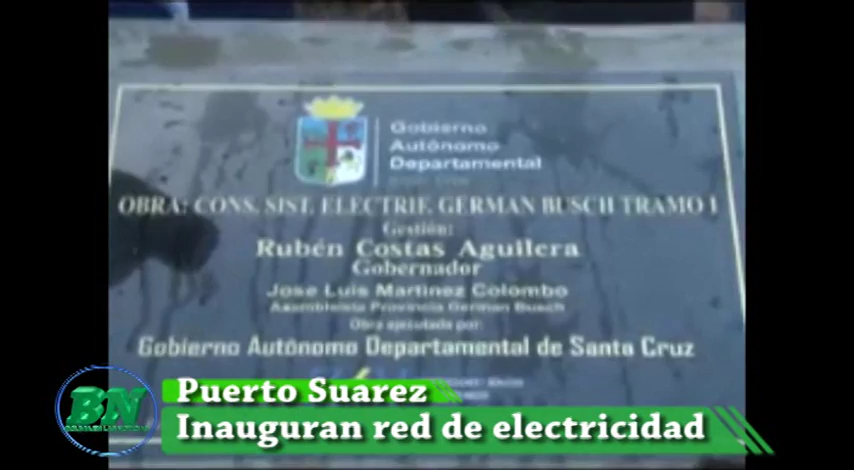 Gobierno
Autónomo
Departamental
OBRA: CONS. SIST. ELECTRIF. GERMAN BUSCH TRAMO I
Gestión:
Rubén Costas Aguilera
Gobernador
Jose Luis Martinez Colombo
Asambleista Provincia German Busch
Obra ejecutada por:
Gobierno Autónomo Departamental de Santa Cruz
BN
Puerto Suarez
Inauguran red de electricidad